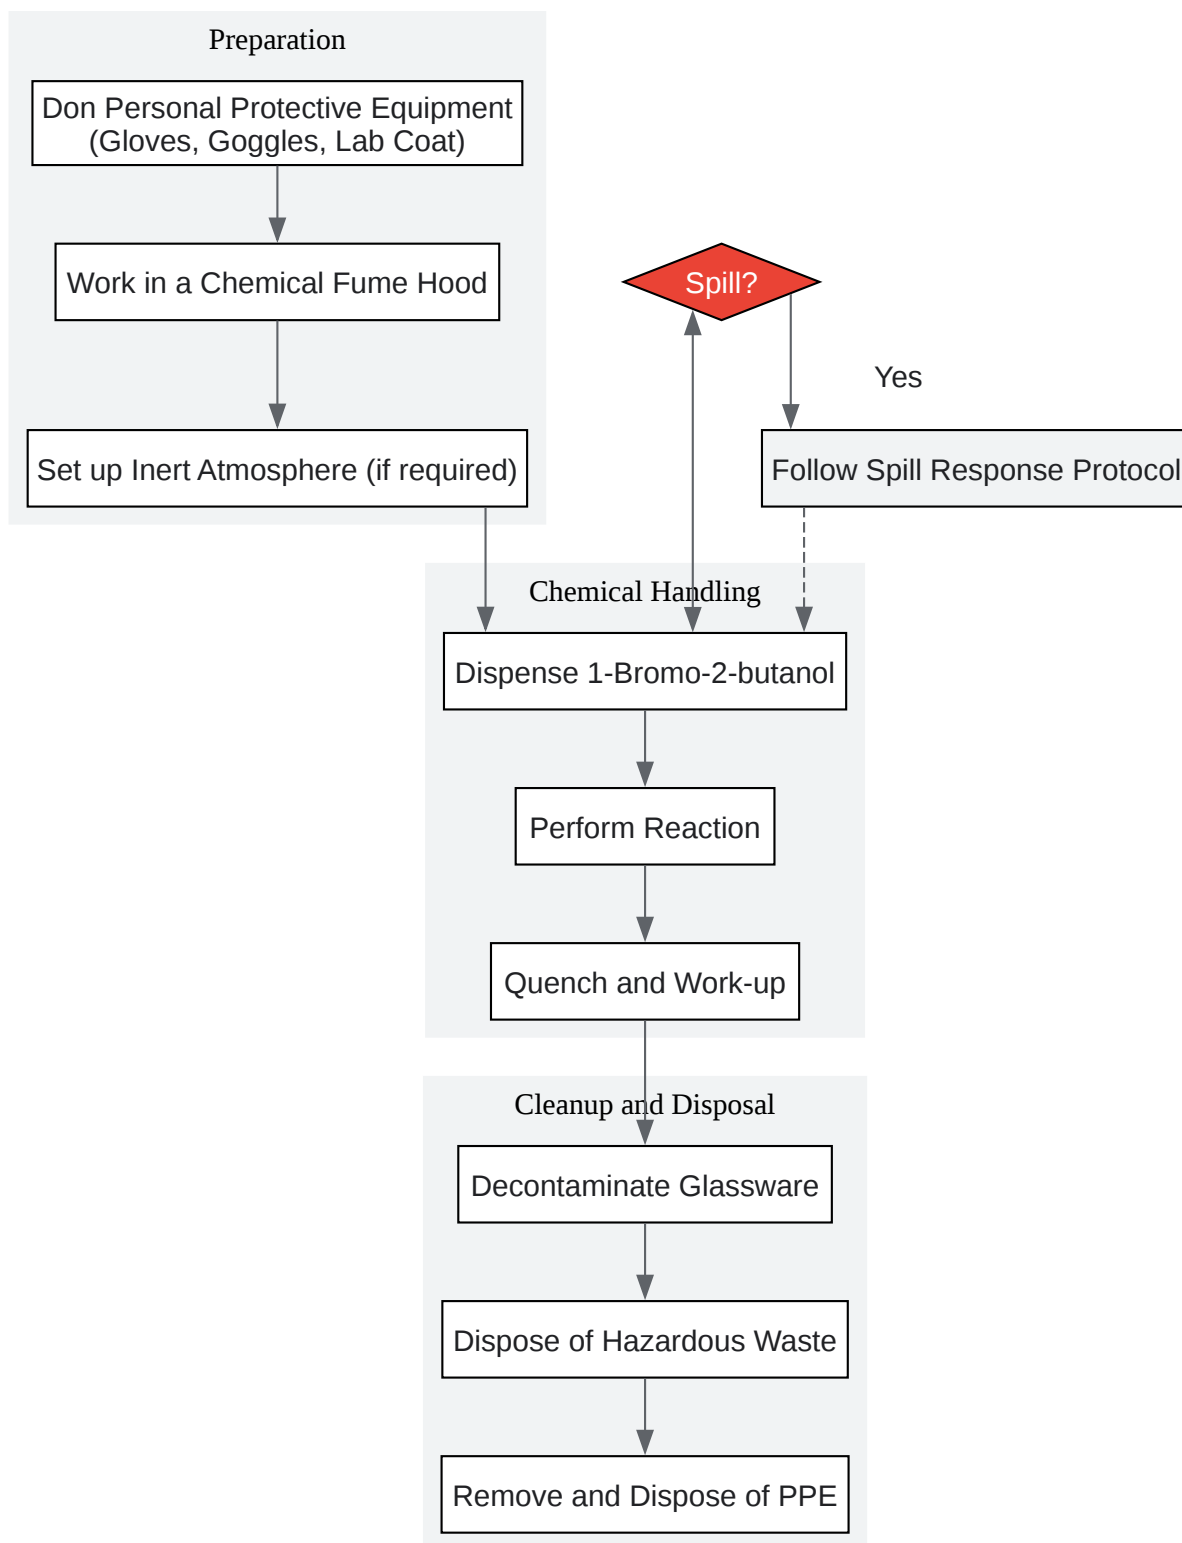 Preparation
Don Personal Protective Equipment
(Gloves, Goggles, Lab Coat)
Work in a Chemical Fume Hood
Spill?
Yes
Set up Inert Atmosphere (if required)
Follow Spill Response Protocol
Chemical Handling
Dispense 1-Bromo-2-butanol
Perform Reaction
Quench and Work-up
Cleanup and Disposal
Decontaminate Glassware
Dispose of Hazardous Waste
Remove and Dispose of PPE